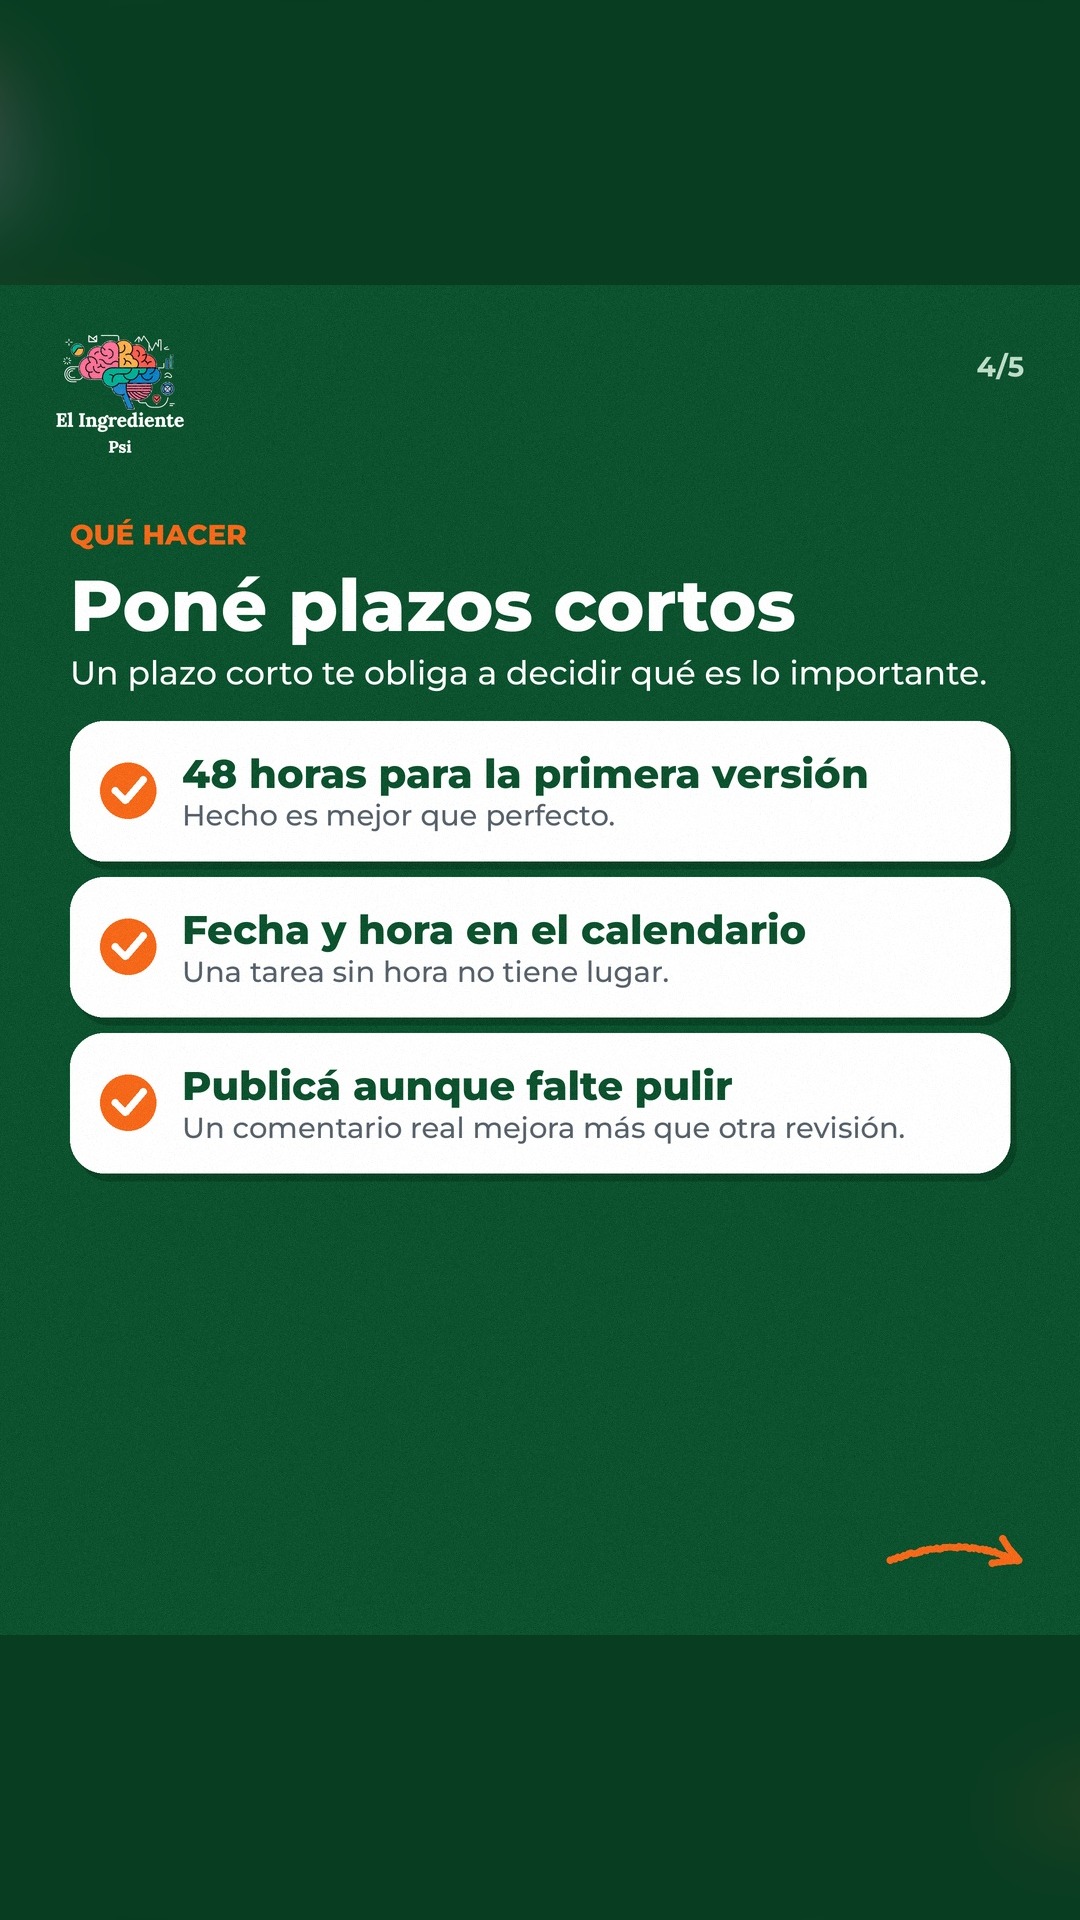 El Ingrediente
Psi
4/5
QUÉ HACER
Poné plazos cortos
Un plazo corto te obliga a decidir qué es lo importante.
48 horas para la primera versión
Hecho es mejor que perfecto.
Fecha y hora en el calendario
Una tarea sin hora no tiene lugar.
Publicá aunque falte pulir
Un comentario real mejora más que otra revisión.